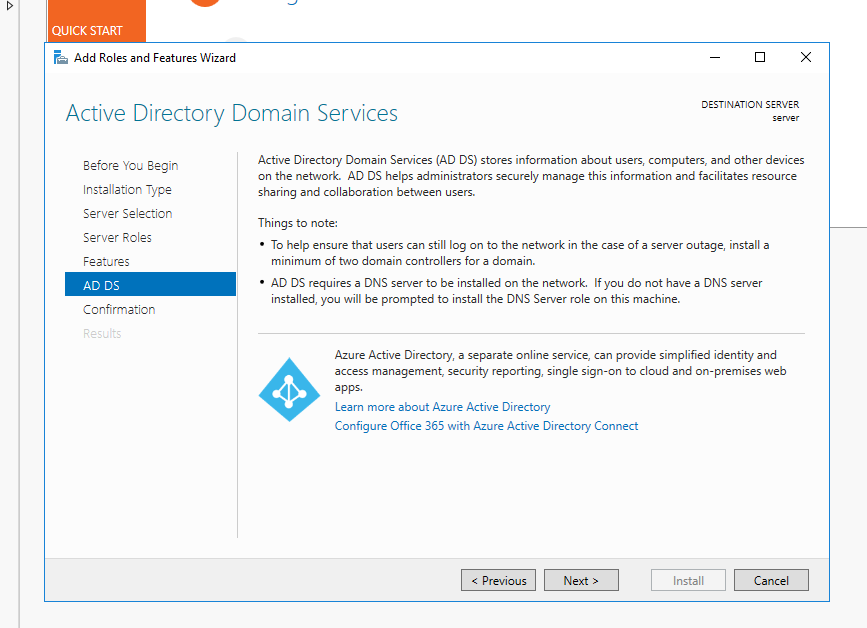 QUICK START
Add Roles and Features Wizard
Active Directory Domain Services
DESTINATION SERVER
server
Before You Begin
Installation Type
Server Selection
Server Roles
Features
AD DS
Confirmation
Results
Active Directory Domain Services (AD DS) stores information about users, computers, and other devices
on the network.  AD DS helps administrators securely manage this information and facilitates resource
sharing and collaboration between users.
Things to note:
• To help ensure that users can still log on to the network in the case of a server outage, install a
minimum of two domain controllers for a domain.
• AD DS requires a DNS server to be installed on the network.  If you do not have a DNS server
installed, you will be prompted to install the DNS Server role on this machine.
Azure Active Directory, a separate online service, can provide simplified identity and
access management, security reporting, single sign-on to cloud and on-premises web
apps.
Learn more about Azure Active Directory
Configure Office 365 with Azure Active Directory Connect
< Previous
Next >
Install
Cancel